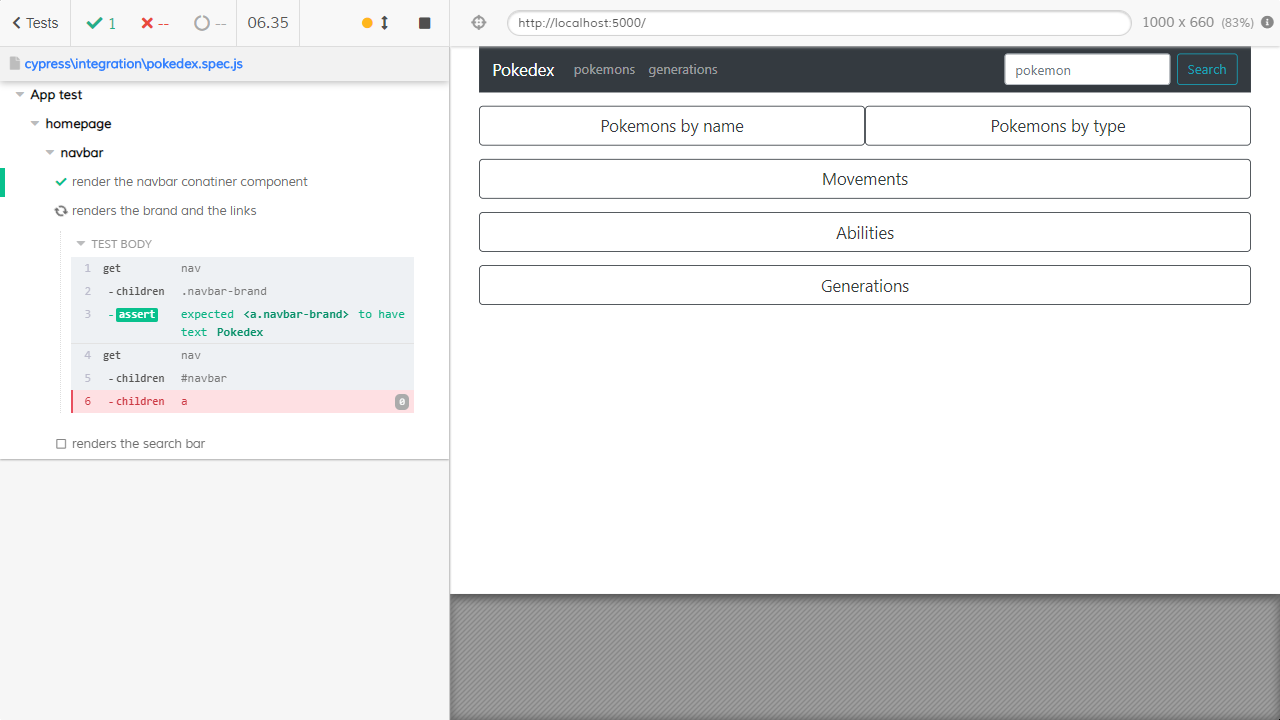 Tests 1 -- -- 06.35
cypress\integration\pokedex.spec.js
App test
homepage
navbar
render the navbar conatiner component
renders the brand and the links
TEST BODY
1 get nav
2 -children .navbar-brand
3 -assert expected <a.navbar-brand> to have
text Pokedex
4 get nav
5 -children #navbar
6 -children a 0
renders the search bar
http://localhost:5000/ 1000 x 660 (83%)
Pokedex pokemons generations pokemon Search
Pokemons by name Pokemons by type
Movements
Abilities
Generations